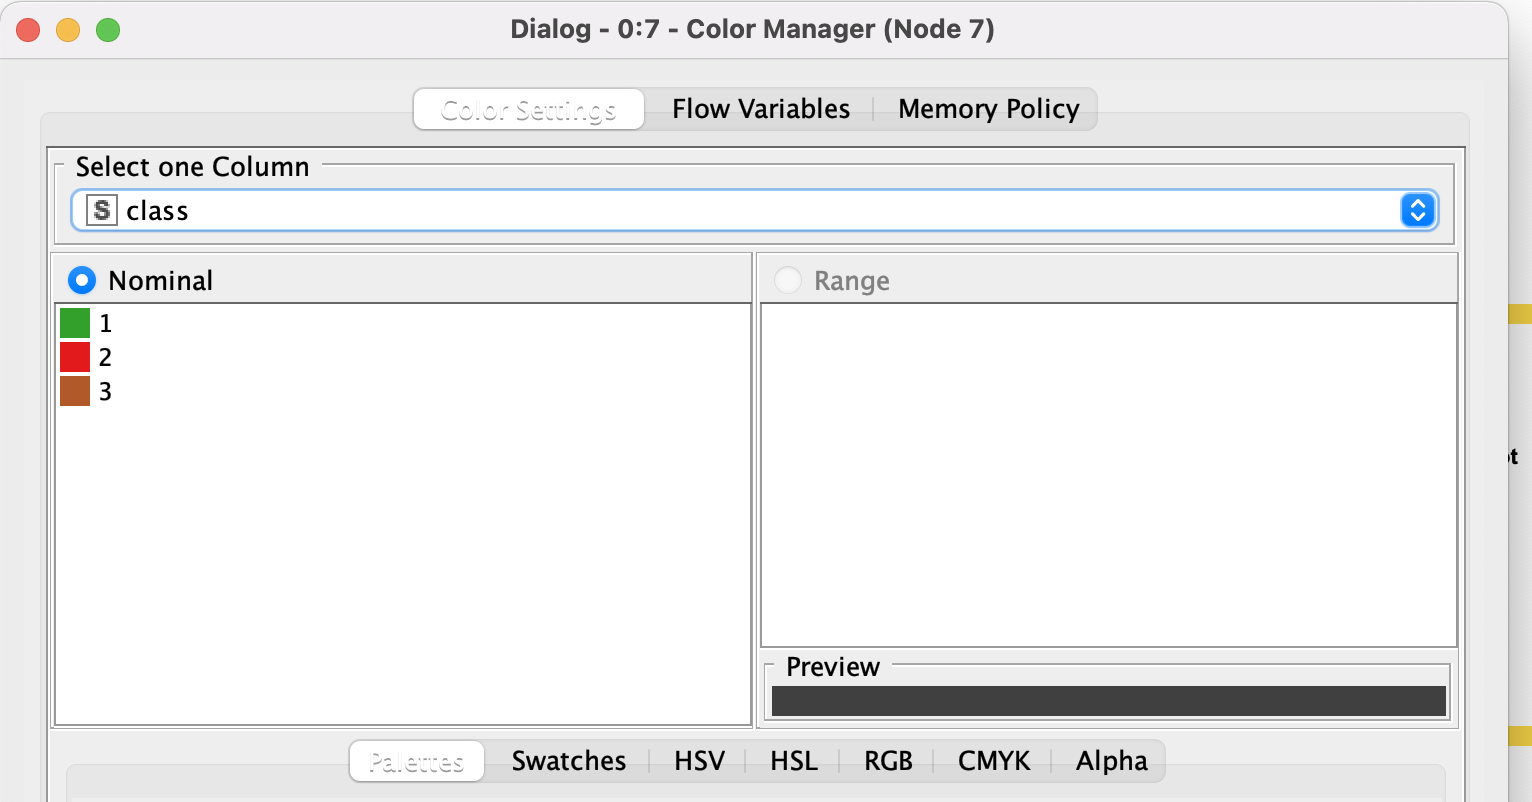 Dialog - 0:7 - Color Manager (Node 7)
Color Settings Flow Variables Memory Policy
Select one Column
S class
Nominal
Range
1
2
3
Preview
Palettes Swatches HSV HSL RGB CMYK Alpha